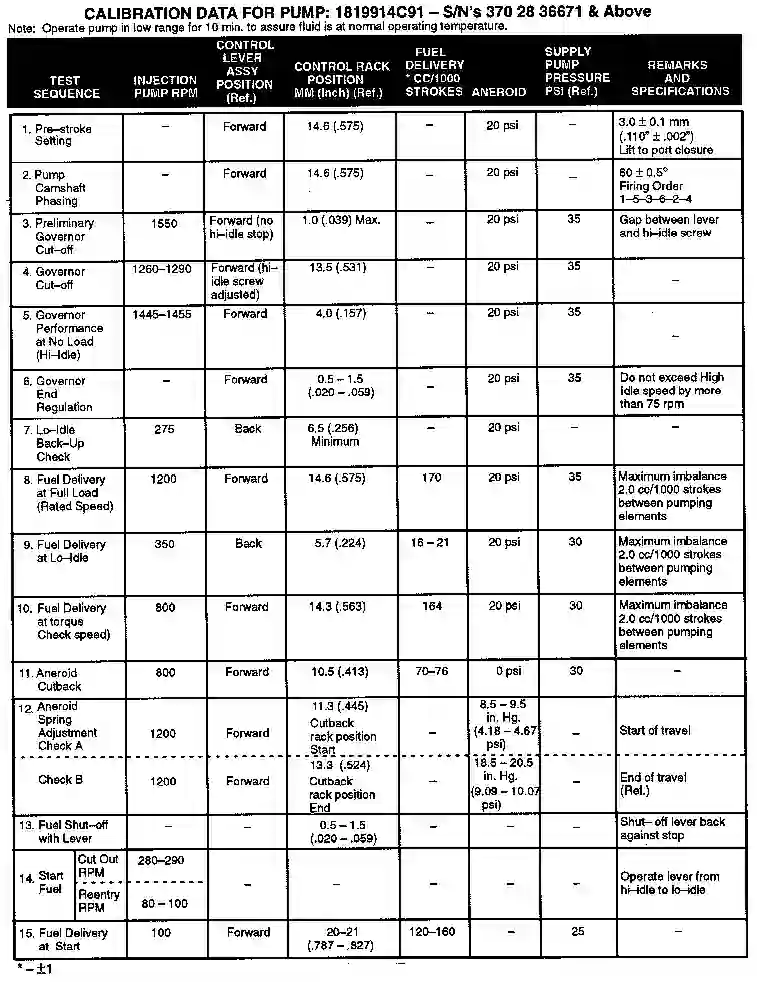 CALIBRATION DATA FOR PUMP: 1819914C91 – S/N's 370 28 36671 & Above
Note: Operate pump in low range for 10 min. to assure fluid is at normal operating temperature.
TEST SEQUENCE | INJECTION PUMP RPM | CONTROL LEVER ASSY POSITION (Ref.) | CONTROL RACK POSITION MM (Inch) (Ref.) | FUEL DELIVERY * CC/1000 STROKES | ANEROID | SUPPLY PUMP PRESSURE PSI (Ref.) | REMARKS AND SPECIFICATIONS
1. Pre–stroke Setting | – | Forward | 14.6 (.575) | – | 20 psi | – | 3.0 ± 0.1 mm (.110" ± .002") Lift to port closure
2. Pump Camshaft Phasing | – | Forward | 14.6 (.575) | – | 20 psi | – | 60 ± 0.5° Firing Order 1–5–3–6–2–4
3. Preliminary Governor Cut–off | 1550 | Forward (no hi–idle stop) | 1.0 (.039) Max. | – | 20 psi | 35 | Gap between lever and hi–idle screw
4. Governor Cut–off | 1260–1290 | Forward (hi–idle screw adjusted) | 13.5 (.531) | – | 20 psi | 35 | –
5. Governor Performance at No Load (Hi–Idle) | 1445–1455 | Forward | 4.0 (.157) | – | 20 psi | 35 | –
6. Governor End Regulation | – | Forward | 0.5 – 1.5 (.020 – .059) | – | 20 psi | 35 | Do not exceed High idle speed by more than 75 rpm
7. Lo–Idle Back–Up Check | 275 | Back | 6.5 (.256) Minimum | – | 20 psi | – | –
8. Fuel Delivery at Full Load (Rated Speed) | 1200 | Forward | 14.6 (.575) | 170 | 20 psi | 35 | Maximum imbalance 2.0 cc/1000 strokes between pumping elements
9. Fuel Delivery at Lo–Idle | 350 | Back | 5.7 (.224) | 16 – 21 | 20 psi | 30 | Maximum imbalance 2.0 cc/1000 strokes between pumping elements
10. Fuel Delivery at torque Check speed) | 800 | Forward | 14.3 (.563) | 164 | 20 psi | 30 | Maximum imbalance 2.0 cc/1000 strokes between pumping elements
11. Aneroid Cutback | 800 | Forward | 10.5 (.413) | 70–76 | 0 psi | 30 | –
12. Aneroid Spring Adjustment Check A | 1200 | Forward | 11.3 (.445) Cutback rack position Start | – | 8.5 – 9.5 in. Hg. (4.18 – 4.67 psi) | – | Start of travel
Check B | 1200 | Forward | 13.3 (.524) Cutback rack position End | – | 18.5 – 20.5 in. Hg. (9.09 – 10.07 psi) | – | End of travel (Ref.)
13. Fuel Shut–off with Lever | – | – | 0.5 – 1.5 (.020 – .059) | – | – | – | Shut– off lever back against stop
14. Start Fuel | Cut Out RPM | 280–290 | – | – | – | – | – | Operate lever from hi–idle to lo–idle
Reentry RPM | 80 – 100
15. Fuel Delivery at Start | 100 | Forward | 20–21 (.787 – .827) | 120–160 | – | 25 | –
* – ±1